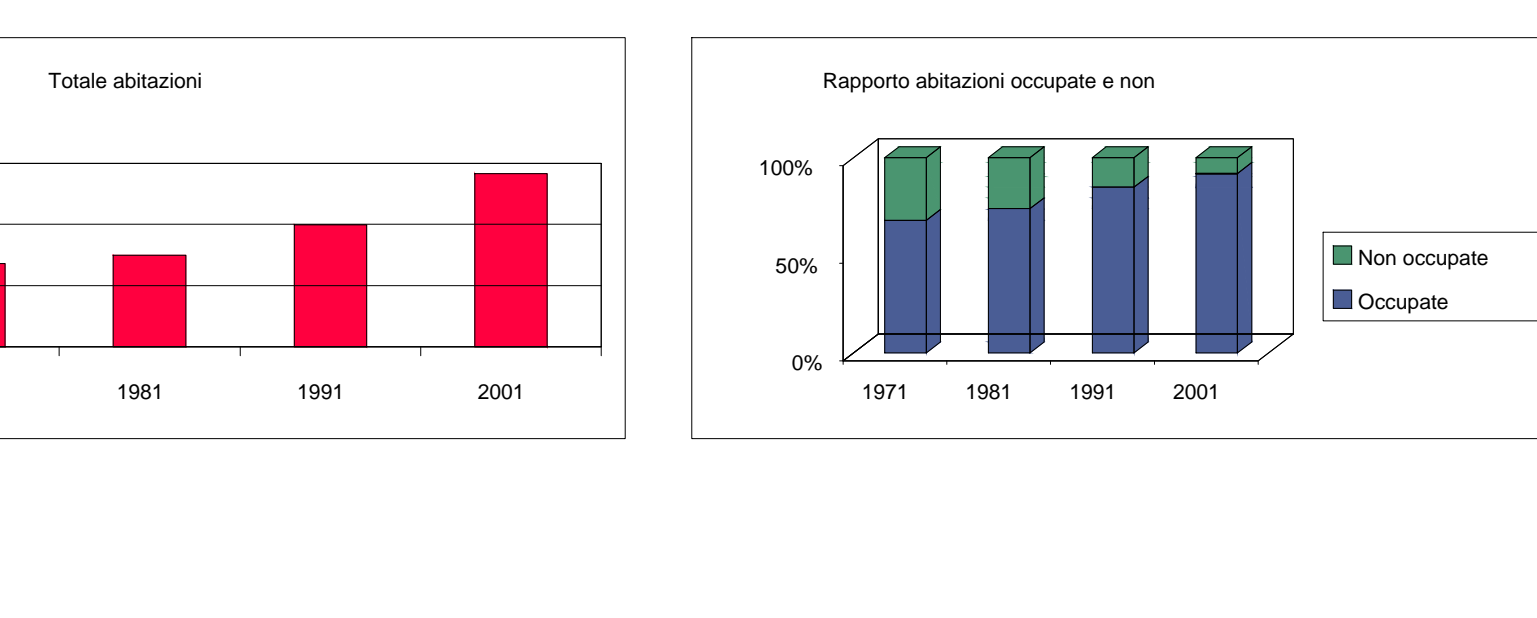 Totale abitazioni
1981 1991 2001
Rapporto abitazioni occupate e non
100%
50%
0%
1971 1981 1991 2001
Non occupate
Occupate